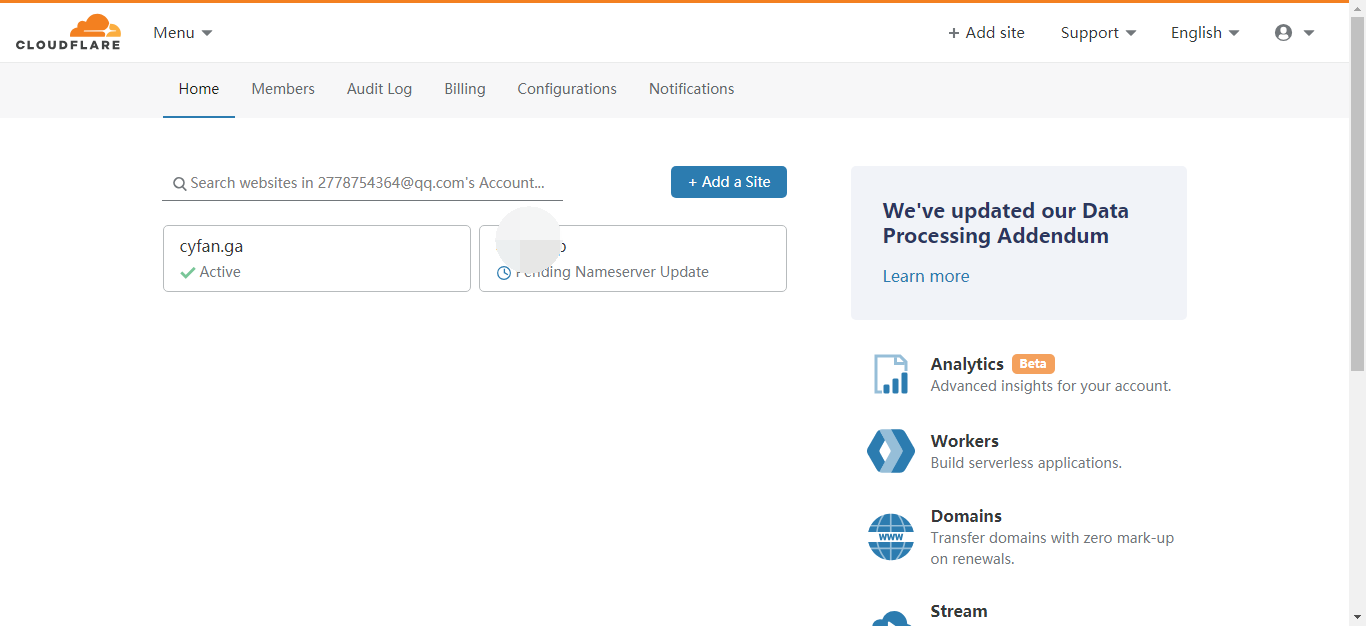 CLOUDFLARE
Menu
+ Add site
Support
English
Home
Members
Audit Log
Billing
Configurations
Notifications
Search websites in 2778754364@qq.com's Account...
+ Add a Site
cyfan.ga
Active
Nameserver Update
We've updated our Data
Processing Addendum
Learn more
Analytics Beta
Advanced insights for your account.
Workers
Build serverless applications.
WWW
Domains
Transfer domains with zero mark-up
on renewals.
Stream